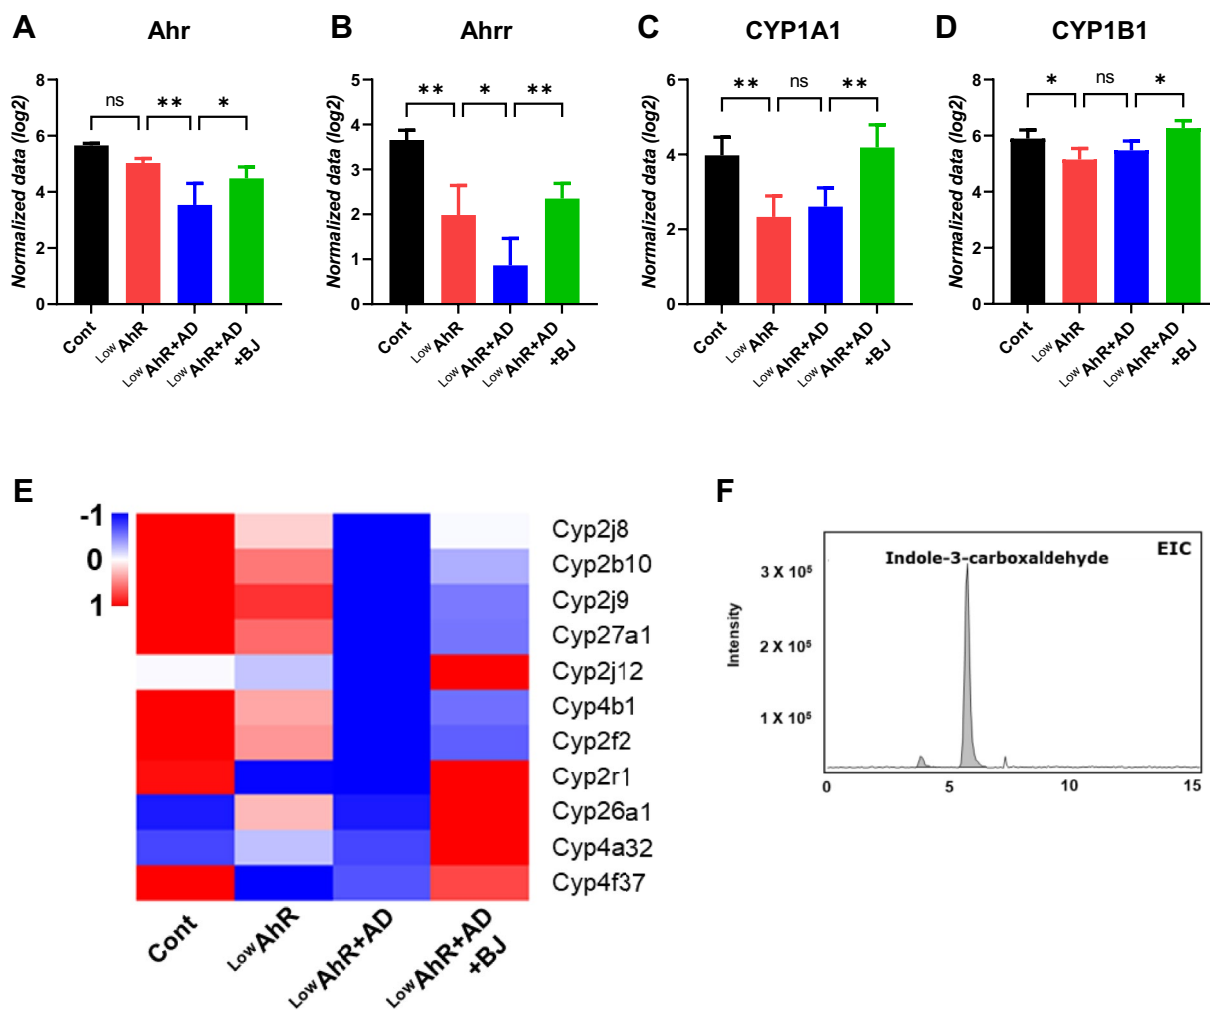 A
Ahr
Normalized data (log2)
8
6
4
2
0
ns
**
*
Cont
Low AhR
Low AhR+AD
Low AhR+AD
+BJ
B
Ahrr
Normalized data (log2)
5
4
3
2
1
0
**
*
**
Cont
Low AhR
Low AhR+AD
Low AhR+AD
+BJ
C
CYP1A1
Normalized data (log2)
6
4
2
0
**
ns
**
Cont
Low AhR
Low AhR+AD
Low AhR+AD
+BJ
D
CYP1B1
Normalized data (log2)
8
6
4
2
0
*
ns
*
Cont
Low AhR
Low AhR+AD
Low AhR+AD
+BJ
E
-1
0
1
Cyp2j8
Cyp2b10
Cyp2j9
Cyp27a1
Cyp2j12
Cyp4b1
Cyp2f2
Cyp2r1
Cyp26a1
Cyp4a32
Cyp4f37
Cont
Low AhR
Low AhR+AD
Low AhR+AD
+BJ
F
EIC
Indole-3-carboxaldehyde
Intensity
3 X 10⁵
2 X 10⁵
1 X 10⁵
0
5
10
15